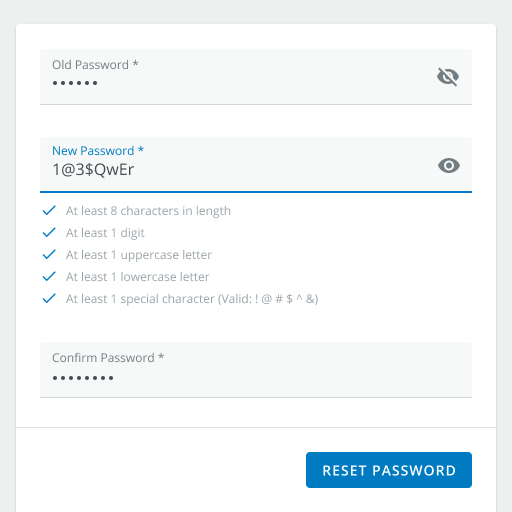 Old Password *
••••••
New Password *
1@3$QwEr
At least 8 characters in length
At least 1 digit
At least 1 uppercase letter
At least 1 lowercase letter
At least 1 special character (Valid: ! @ # $ ^ &)
Confirm Password *
••••••••
RESET PASSWORD